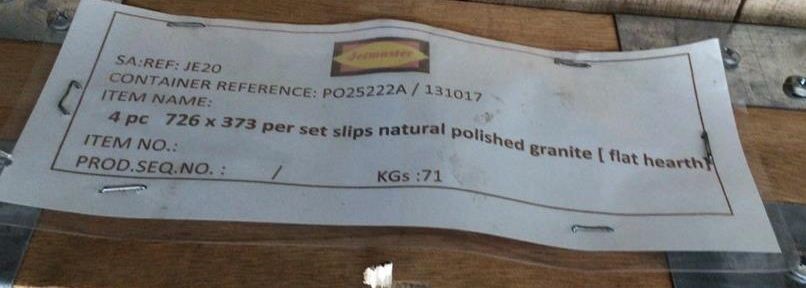 Jetmaster
SA:REF: JE20
CONTAINER REFERENCE: PO25222A / 131017
ITEM NAME:
4 pc 726 x 373 per set slips natural polished granite [ flat hearth]
ITEM NO.:
PROD.SEQ.NO. : / KGs :71